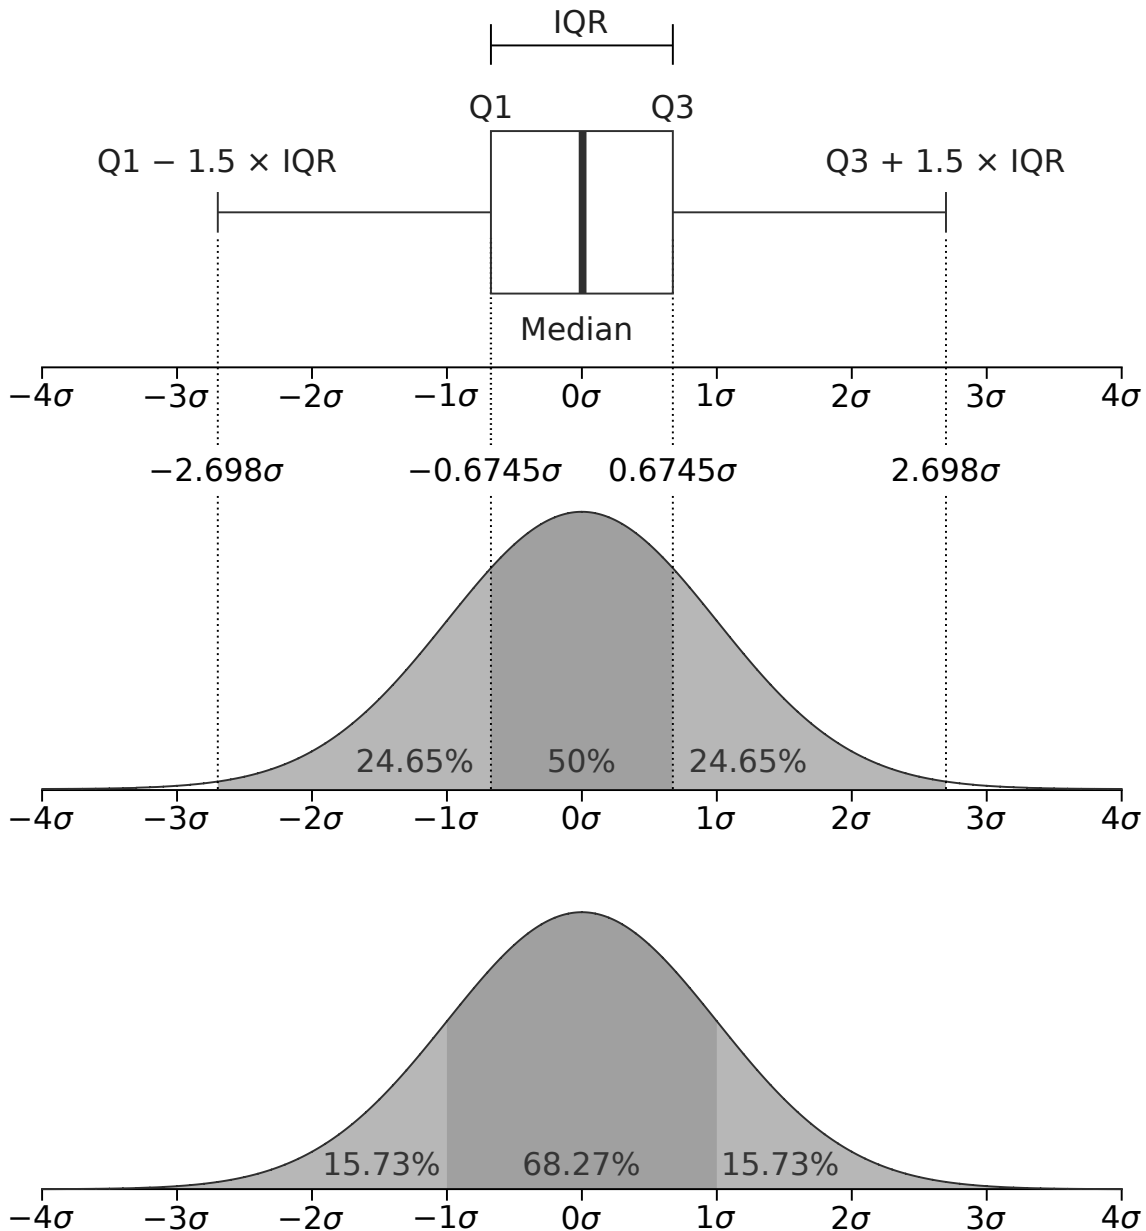 IQR
Q1 Q3
Q1 − 1.5 × IQR Q3 + 1.5 × IQR
Median
−4σ −3σ −2σ −1σ 0σ 1σ 2σ 3σ 4σ
−2.698σ −0.6745σ 0.6745σ 2.698σ
24.65% 50% 24.65%
−4σ −3σ −2σ −1σ 0σ 1σ 2σ 3σ 4σ
15.73% 68.27% 15.73%
−4σ −3σ −2σ −1σ 0σ 1σ 2σ 3σ 4σ